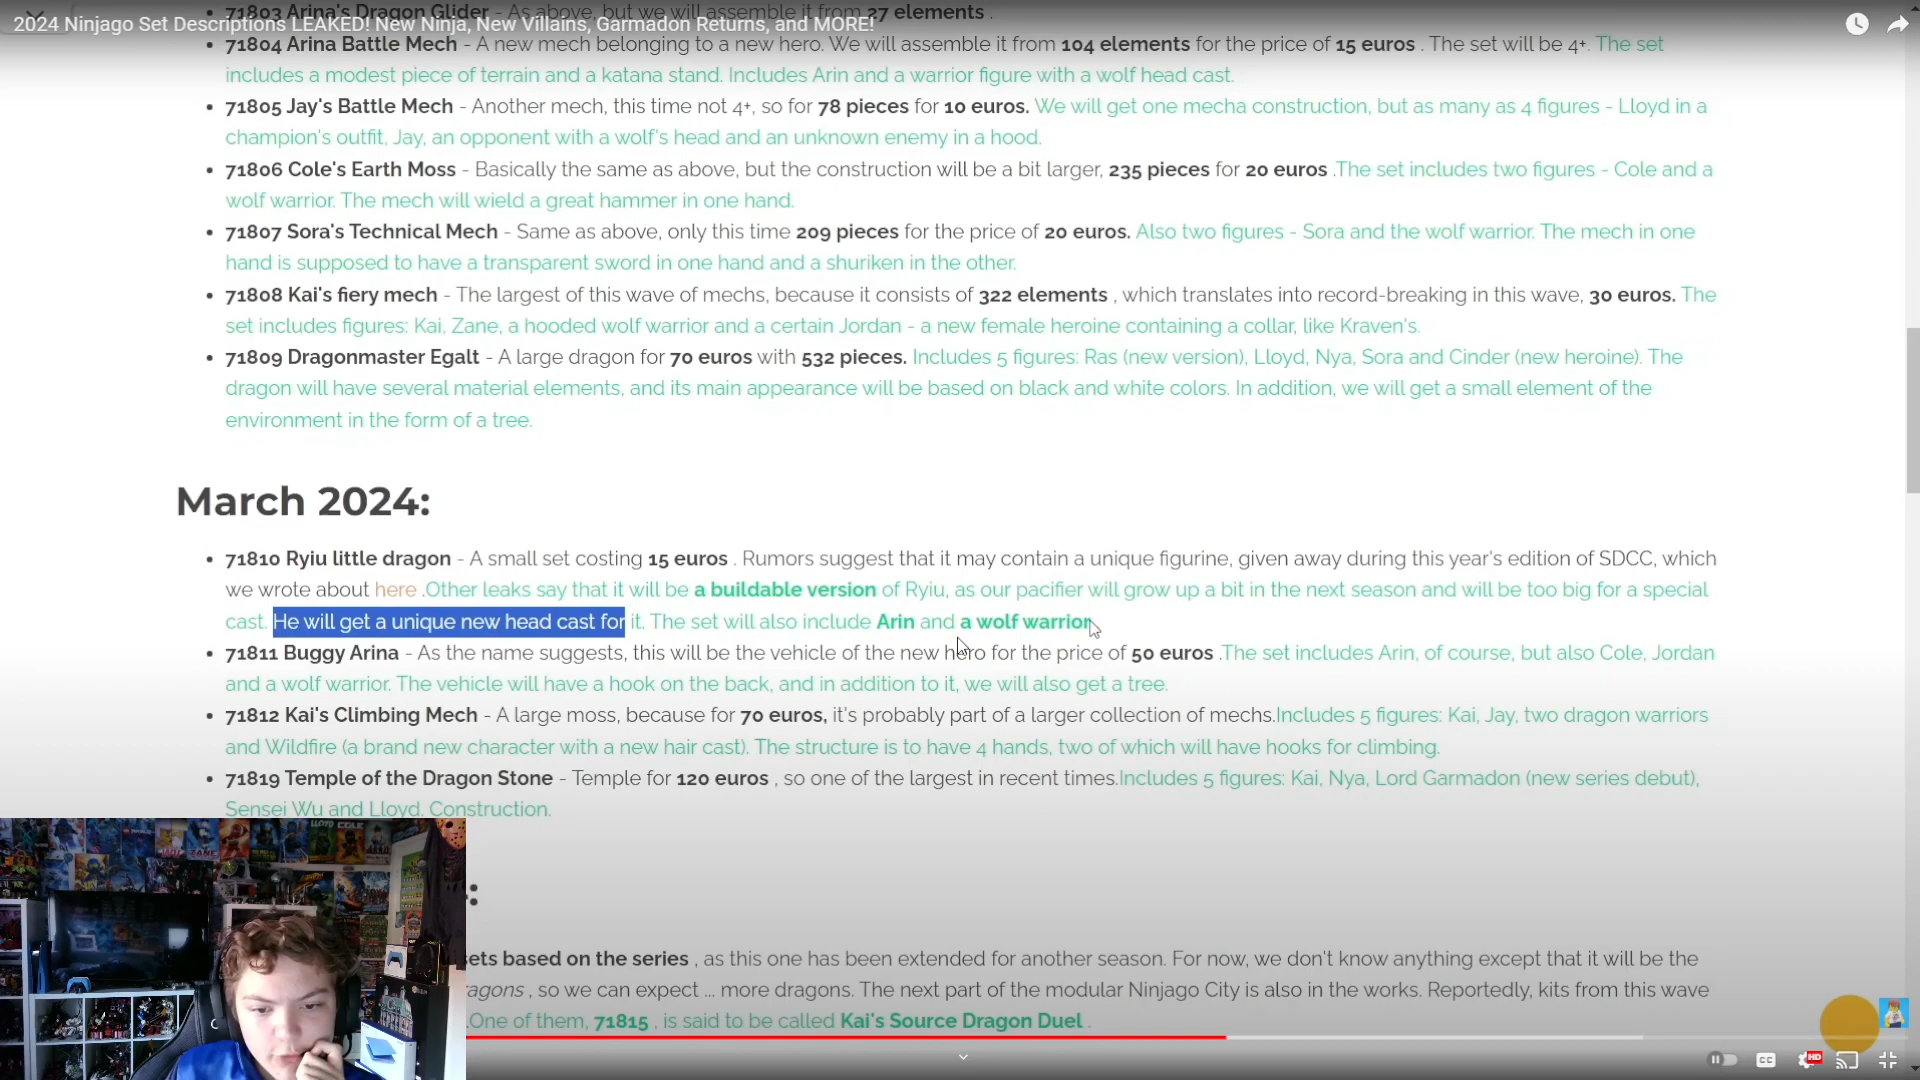 71803 Arina's Dragon Glider - As above, but we will assemble it from 27 elements .
2024 Ninjago Set Descriptions LEAKED! New Ninja, New Villains, Garmadon Returns, and MORE!
71804 Arina Battle Mech - A new mech belonging to a new hero. We will assemble it from 104 elements for the price of 15 euros . The set will be 4+. The set
includes a modest piece of terrain and a katana stand. Includes Arin and a warrior figure with a wolf head cast.
71805 Jay's Battle Mech - Another mech, this time not 4+, so for 78 pieces for 10 euros. We will get one mecha construction, but as many as 4 figures - Lloyd in a
champion's outfit, Jay, an opponent with a wolf's head and an unknown enemy in a hood.
71806 Cole's Earth Moss - Basically the same as above, but the construction will be a bit larger, 235 pieces for 20 euros .The set includes two figures - Cole and a
wolf warrior. The mech will wield a great hammer in one hand.
71807 Sora's Technical Mech - Same as above, only this time 209 pieces for the price of 20 euros. Also two figures - Sora and the wolf warrior. The mech in one
hand is supposed to have a transparent sword in one hand and a shuriken in the other.
71808 Kai's fiery mech - The largest of this wave of mechs, because it consists of 322 elements , which translates into record-breaking in this wave, 30 euros. The
set includes figures: Kai, Zane, a hooded wolf warrior and a certain Jordan - a new female heroine containing a collar, like Kraven's.
71809 Dragonmaster Egalt - A large dragon for 70 euros with 532 pieces. Includes 5 figures: Ras (new version), Lloyd, Nya, Sora and Cinder (new heroine). The
dragon will have several material elements, and its main appearance will be based on black and white colors. In addition, we will get a small element of the
environment in the form of a tree.
March 2024:
71810 Ryiu little dragon - A small set costing 15 euros . Rumors suggest that it may contain a unique figurine, given away during this year's edition of SDCC, which
we wrote about here .Other leaks say that it will be a buildable version of Ryiu, as our pacifier will grow up a bit in the next season and will be too big for a special
cast. He will get a unique new head cast for it. The set will also include Arin and a wolf warrior
71811 Buggy Arina - As the name suggests, this will be the vehicle of the new hero for the price of 50 euros .The set includes Arin, of course, but also Cole, Jordan
and a wolf warrior. The vehicle will have a hook on the back, and in addition to it, we will also get a tree.
71812 Kai's Climbing Mech - A large moss, because for 70 euros, it's probably part of a larger collection of mechs.Includes 5 figures: Kai, Jay, two dragon warriors
and Wildfire (a brand new character with a new hair cast). The structure is to have 4 hands, two of which will have hooks for climbing.
71819 Temple of the Dragon Stone - Temple for 120 euros , so one of the largest in recent times.Includes 5 figures: Kai, Nya, Lord Garmadon (new series debut),
Sensei Wu and Lloyd. Construction.
:
sets based on the series , as this one has been extended for another season. For now, we don't know anything except that it will be the
ragons , so we can expect ... more dragons. The next part of the modular Ninjago City is also in the works. Reportedly, kits from this wave
.One of them, 71815 , is said to be called Kai's Source Dragon Duel .
LLOYD COLE
ZANE
CC HD